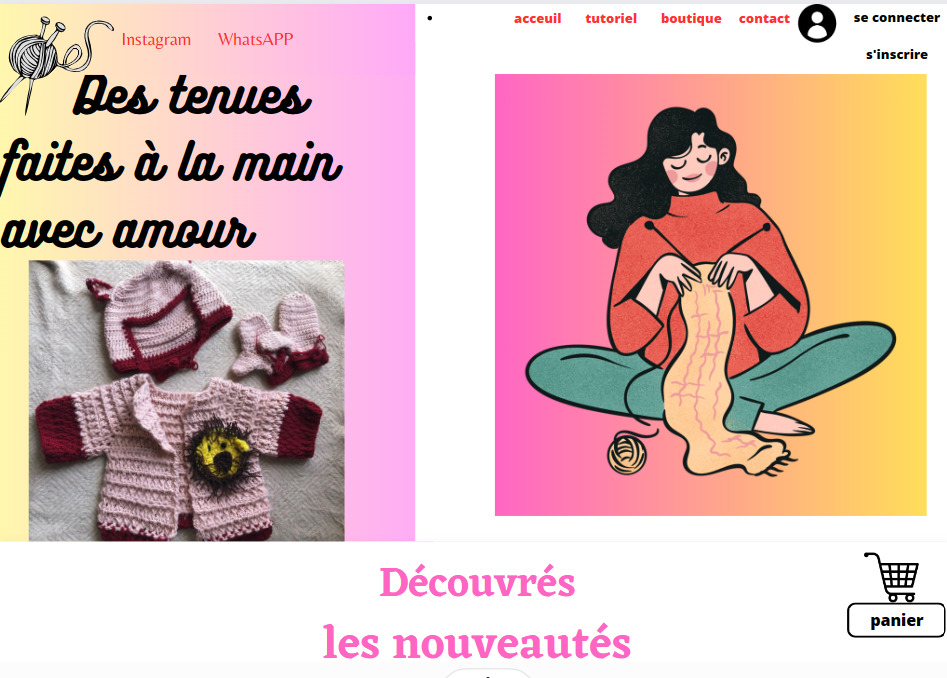 Instagram WhatsAPP
acceuil tutoriel boutique contact se connecter
s'inscrire
Des tenues
faites à la main
avec amour
Découvrés
les nouveautés
panier